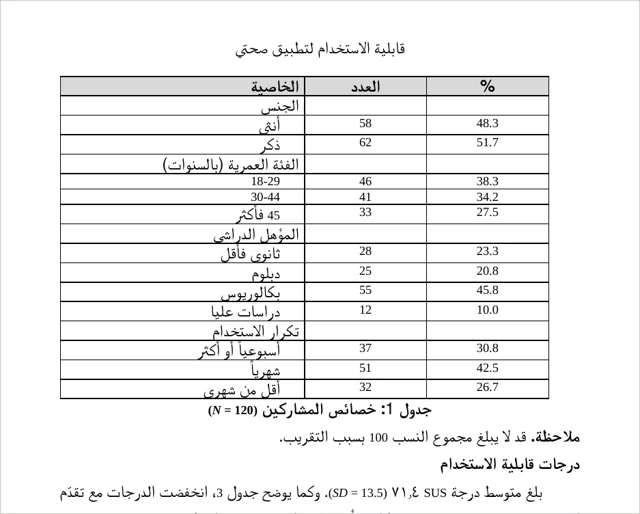 قابلية الاستخدام لتطبيق صحتي
الخاصية العدد %
الجنس
أنثى 58 48.3
ذكر 62 51.7
الفئة العمرية (بالسنوات)
18-29 46 38.3
30-44 41 34.2
45 فأكثر 33 27.5
المؤهل الدراسي
ثانوي فأقل 28 23.3
دبلوم 25 20.8
بكالوريوس 55 45.8
دراسات عليا 12 10.0
تكرار الاستخدام
أسبوعياً أو أكثر 37 30.8
شهرياً 51 42.5
أقل من شهري 32 26.7
جدول 1: خصائص المشاركين (N = 120)
ملاحظة. قد لا يبلغ مجموع النسب 100 بسبب التقريب.
درجات قابلية الاستخدام
بلغ متوسط درجة SUS ٧١٫٤ (SD = 13.5). وكما يوضح جدول 3، انخفضت الدرجات مع تقدّم